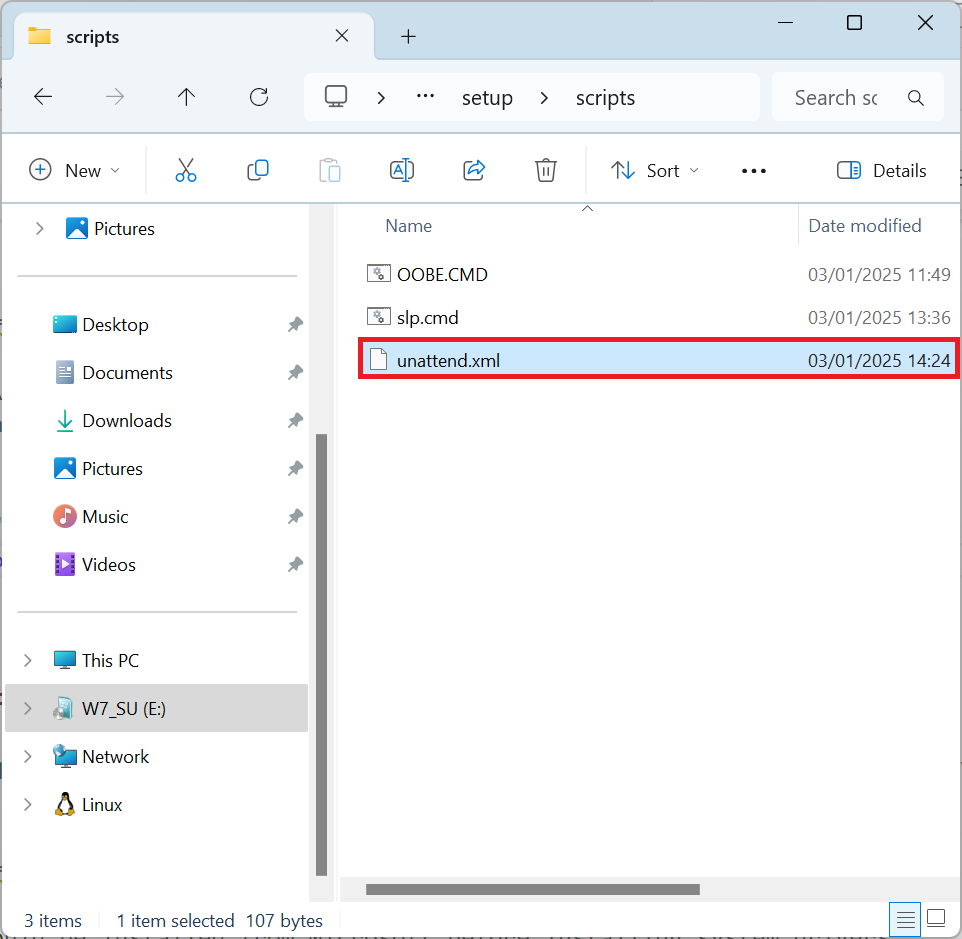 scripts
setup
scripts
Search sc
New
Sort
Details
Pictures
Desktop
Documents
Downloads
Pictures
Music
Videos
This PC
W7_SU (E:)
Network
Linux
Name Date modified
OOBE.CMD 03/01/2025 11:49
slp.cmd 03/01/2025 13:36
unattend.xml 03/01/2025 14:24
3 items 1 item selected 107 bytes